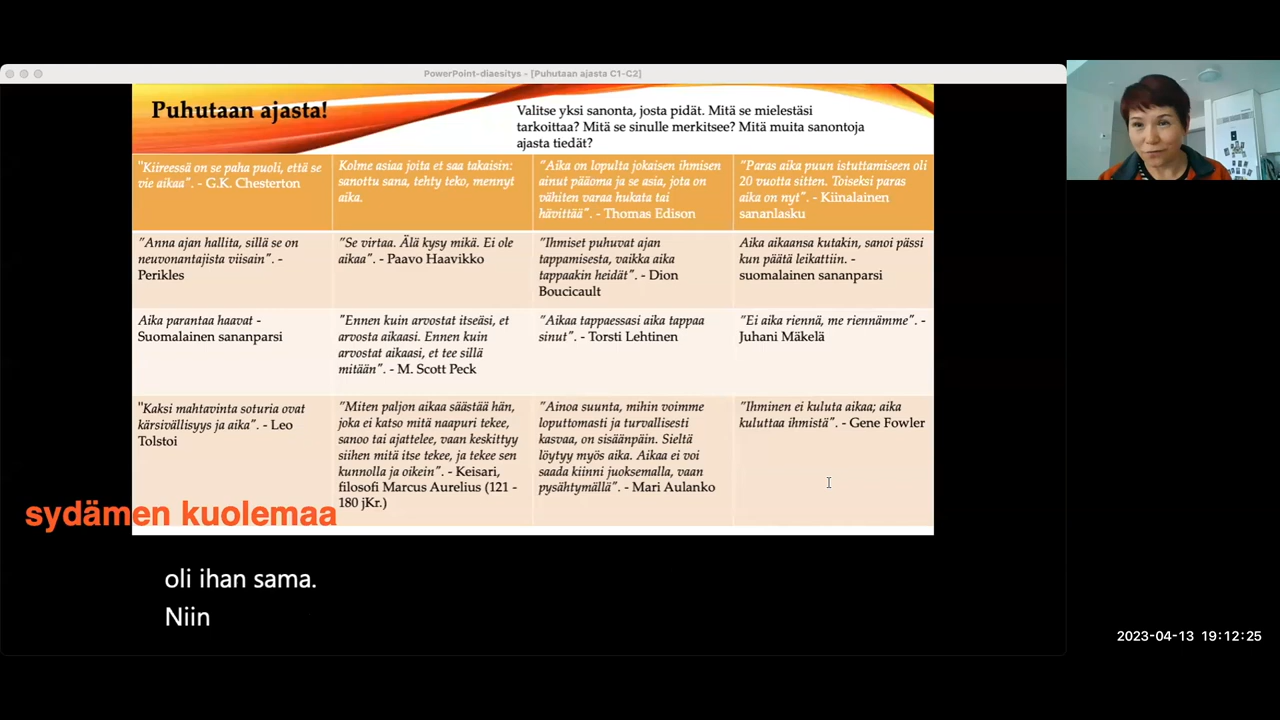 PowerPoint-diaesitys - [Puhutaan ajasta C1-C2]
Puhutaan ajasta!
Valitse yksi sanonta, josta pidät. Mitä se mielestäsi
tarkoittaa? Mitä se sinulle merkitsee? Mitä muita sanontoja
ajasta tiedät?
"Kiireessä on se paha puoli, että se
vie aikaa". - G.K. Chesterton
Kolme asiaa joita et saa takaisin:
sanottu sana, tehty teko, mennyt
aika.
"Aika on lopulta jokaisen ihmisen
ainut pääoma ja se asia, jota on
vähiten varaa hukata tai
hävittää". - Thomas Edison
"Paras aika puun istuttamiseen oli
20 vuotta sitten. Toiseksi paras
aika on nyt". - Kiinalainen
sananlasku
"Anna ajan hallita, sillä se on
neuvonantajista viisain". -
Perikles
"Se virtaa. Älä kysy mikä. Ei ole
aikaa". - Paavo Haavikko
"Ihmiset puhuvat ajan
tappamisesta, vaikka aika
tappaakin heidät". - Dion
Boucicault
Aika aikaansa kutakin, sanoi pässi
kun päätä leikattiin. -
suomalainen sananparsi
Aika parantaa haavat -
Suomalainen sananparsi
"Ennen kuin arvostat itseäsi, et
arvosta aikaasi. Ennen kuin
arvostat aikaasi, et tee sillä
mitään". - M. Scott Peck
"Aikaa tappaessasi aika tappaa
sinut". - Torsti Lehtinen
"Ei aika riennä, me riennämme". -
Juhani Mäkelä
"Kaksi mahtavinta soturia ovat
kärsivällisyys ja aika". - Leo
Tolstoi
"Miten paljon aikaa säästää hän,
joka ei katso mitä naapuri tekee,
sanoo tai ajattelee, vaan keskittyy
siihen mitä itse tekee, ja tekee sen
kunnolla ja oikein". - Keisari,
filosofi Marcus Aurelius (121 -
180 jKr.)
"Ainoa suunta, mihin voimme
loputtomasti ja turvallisesti
kasvaa, on sisäänpäin. Sieltä
löytyy myös aika. Aikaa ei voi
saada kiinni juoksemalla, vaan
pysähtymällä". - Mari Aulanko
"Ihminen ei kuluta aikaa; aika
kuluttaa ihmistä". - Gene Fowler
sydämen kuolemaa
oli ihan sama.
Niin
2023-04-13 19:12:25